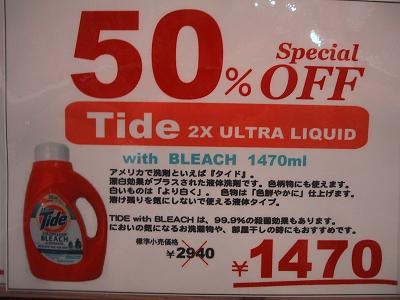 50% Special OFF
Tide 2X ULTRA LIQUID
with BLEACH 1470ml
アメリカで洗剤といえば『タイド』。
漂白効果がプラスされた液体洗剤です。色柄物にも使えます。
白いものは「より白く」。 色物は「色鮮やかに」仕上げます。
溶け残りを気にしないで使える液体タイプ。
TIDE with BLEACH は、99.9%の殺菌効果もあります。
においの気になるお洗濯物や、部屋干しの時にもおすすめです。
標準小売価格
¥2940
¥1470
Tide
BLEACH